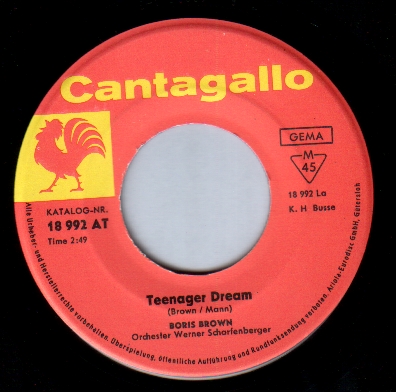 Cantagallo
GEMA
M
45
18 992 La
K. H. Busse
KATALOG-NR.
18 992 AT
Time 2:49
Teenager Dream
(Brown / Mann)
BORIS BROWN
Orchester Werner Scharfenberger
Alle Urheber- und Herstellerrechte vorbehalten. Überspielung, öffentliche Aufführung und Rundfunksendung verboten. Ariola-Eurodisc GmbH, Gütersloh